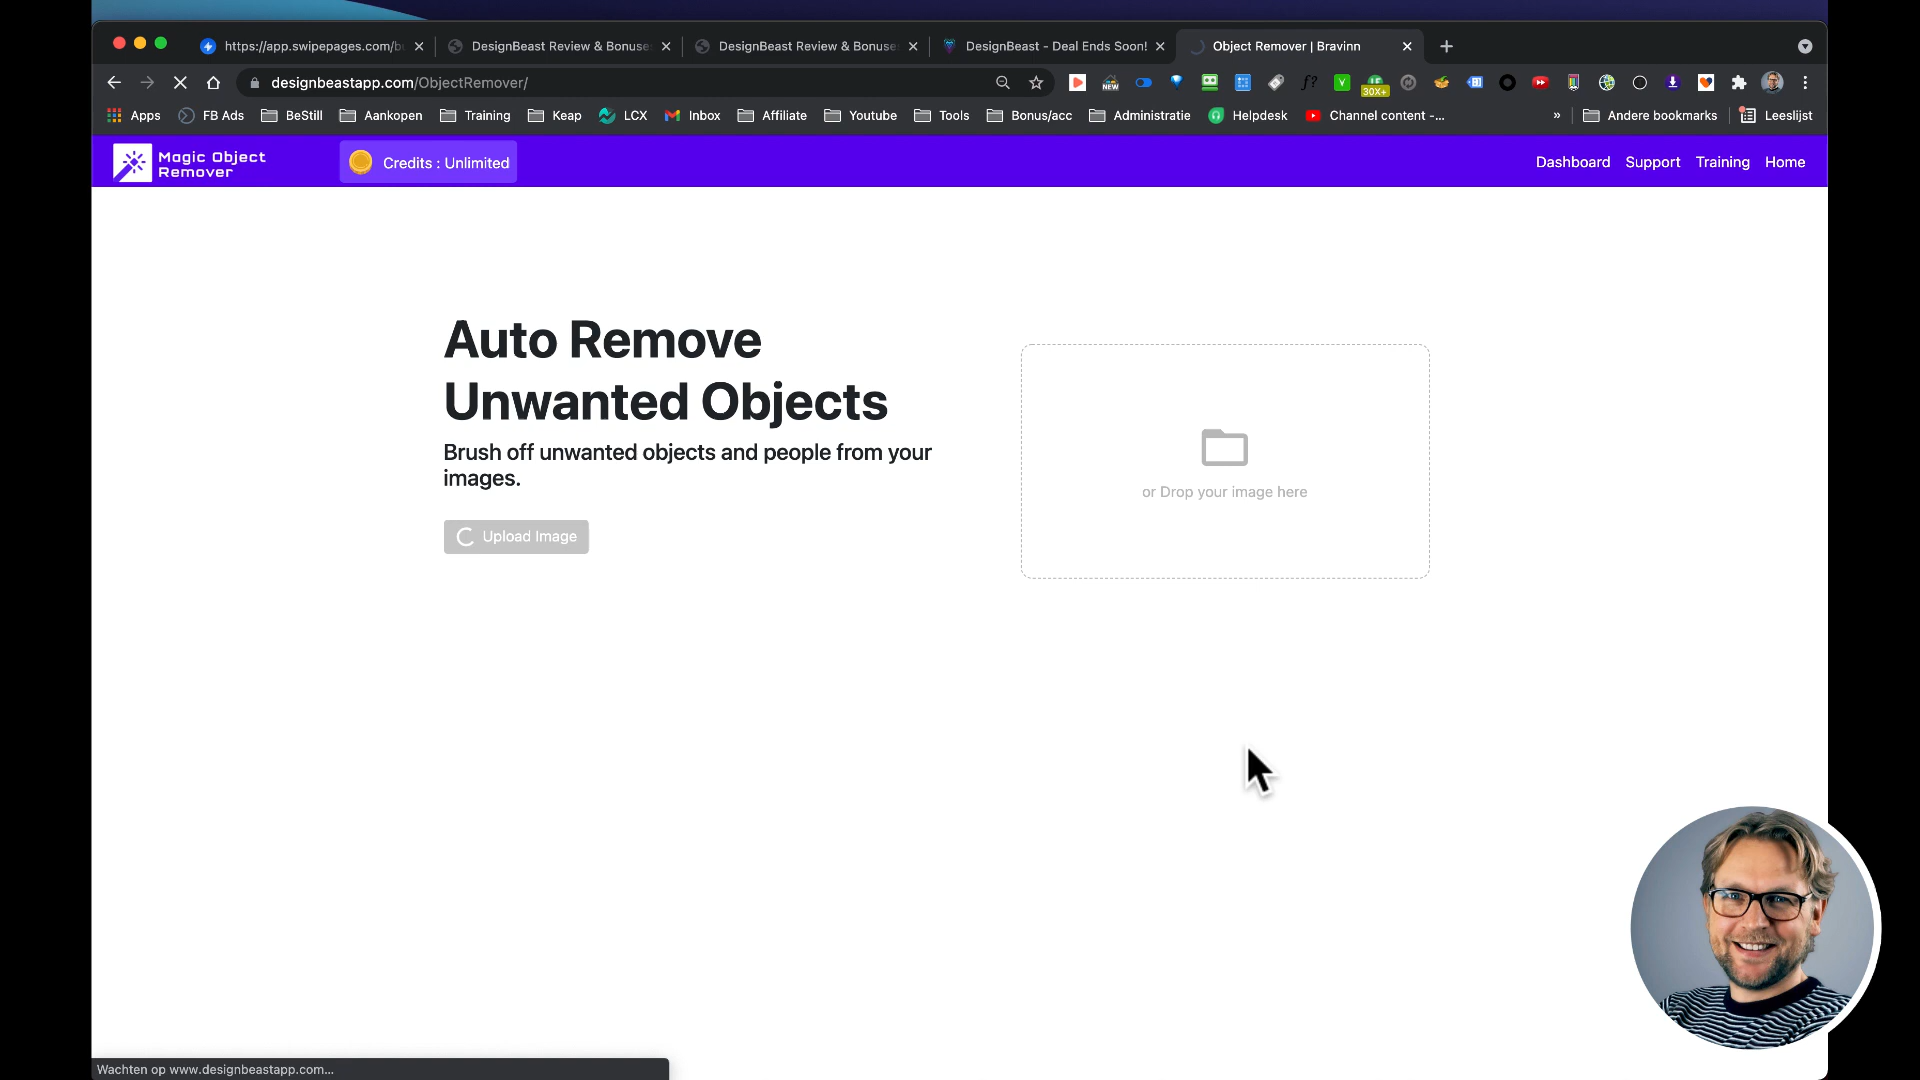 https://app.swipepages.com/b
DesignBeast Review & Bonuse
DesignBeast Review & Bonuse
DesignBeast - Deal Ends Soon!
Object Remover | Bravinn
designbeastapp.com/ObjectRemover/
NEW
f?
V
30X+
Apps
FB Ads
BeStill
Aankopen
Training
Keap
LCX
Inbox
Affiliate
Youtube
Tools
Bonus/acc
Administratie
Helpdesk
Channel content -...
»
Andere bookmarks
Leeslijst
Magic Object
Remover
Credits : Unlimited
Dashboard
Support
Training
Home
Auto Remove
Unwanted Objects
Brush off unwanted objects and people from your
images.
Upload Image
or Drop your image here
Wachten op www.designbeastapp.com...